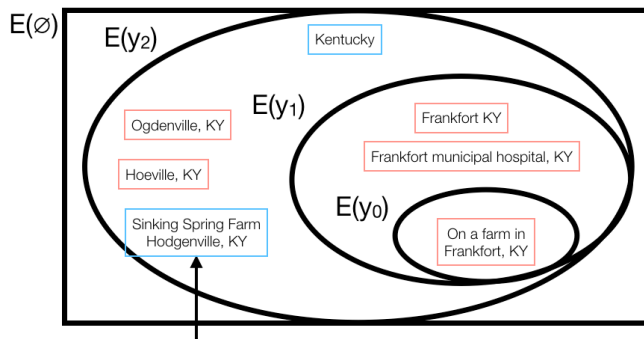 E(∅)
E(y₂)
Kentucky
E(y₁)
Ogdenville, KY
Frankfort KY
Frankfort municipal hospital, KY
Hoeville, KY
E(y₀)
Sinking Spring Farm
Hodgenville, KY
On a farm in
Frankfort, KY